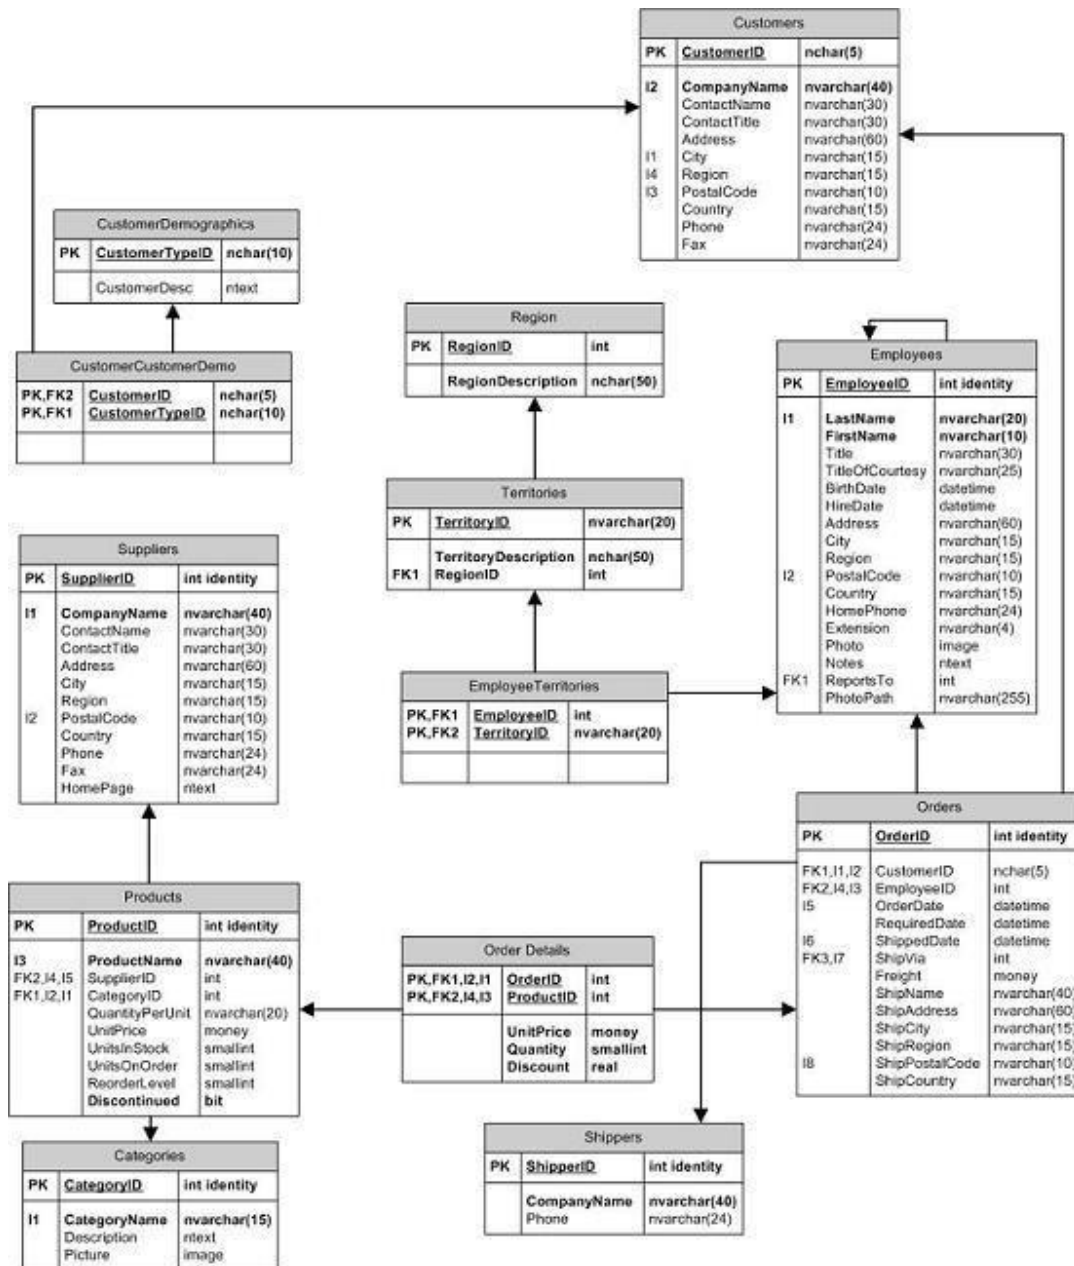 Customers
PK CustomerID nchar(5)
I2 CompanyName nvarchar(40)
ContactName nvarchar(30)
ContactTitle nvarchar(30)
Address nvarchar(60)
I1 City nvarchar(15)
I4 Region nvarchar(15)
I3 PostalCode nvarchar(10)
Country nvarchar(15)
Phone nvarchar(24)
Fax nvarchar(24)
CustomerDemographics
PK CustomerTypeID nchar(10)
CustomerDesc ntext
CustomerCustomerDemo
PK,FK2 CustomerID nchar(5)
PK,FK1 CustomerTypeID nchar(10)
Region
PK RegionID int
RegionDescription nchar(50)
Employees
PK EmployeeID int identity
I1 LastName nvarchar(20)
FirstName nvarchar(10)
Title nvarchar(30)
TitleOfCourtesy nvarchar(25)
BirthDate datetime
HireDate datetime
Address nvarchar(60)
City nvarchar(15)
Region nvarchar(15)
I2 PostalCode nvarchar(10)
Country nvarchar(15)
HomePhone nvarchar(24)
Extension nvarchar(4)
Photo image
Notes ntext
FK1 ReportsTo int
PhotoPath nvarchar(255)
Territories
PK TerritoryID nvarchar(20)
TerritoryDescription nchar(50)
FK1 RegionID int
Suppliers
PK SupplierID int identity
I1 CompanyName nvarchar(40)
ContactName nvarchar(30)
ContactTitle nvarchar(30)
Address nvarchar(60)
City nvarchar(15)
Region nvarchar(15)
I2 PostalCode nvarchar(10)
Country nvarchar(15)
Phone nvarchar(24)
Fax nvarchar(24)
HomePage ntext
EmployeeTerritories
PK,FK1 EmployeeID int
PK,FK2 TerritoryID nvarchar(20)
Orders
PK OrderID int identity
FK1,I1,I2 CustomerID nchar(5)
FK2,I4,I3 EmployeeID int
I5 OrderDate datetime
RequiredDate datetime
I6 ShippedDate datetime
FK3,I7 ShipVia int
Freight money
ShipName nvarchar(40)
ShipAddress nvarchar(60)
ShipCity nvarchar(15)
ShipRegion nvarchar(15)
I8 ShipPostalCode nvarchar(10)
ShipCountry nvarchar(15)
Products
PK ProductID int identity
I3 ProductName nvarchar(40)
FK2,I4,I5 SupplierID int
FK1,I2,I1 CategoryID int
QuantityPerUnit nvarchar(20)
UnitPrice money
UnitsInStock smallint
UnitsOnOrder smallint
ReorderLevel smallint
Discontinued bit
Order Details
PK,FK1,I2,I1 OrderID int
PK,FK2,I4,I3 ProductID int
UnitPrice money
Quantity smallint
Discount real
Shippers
PK ShipperID int identity
CompanyName nvarchar(40)
Phone nvarchar(24)
Categories
PK CategoryID int identity
I1 CategoryName nvarchar(15)
Description ntext
Picture image